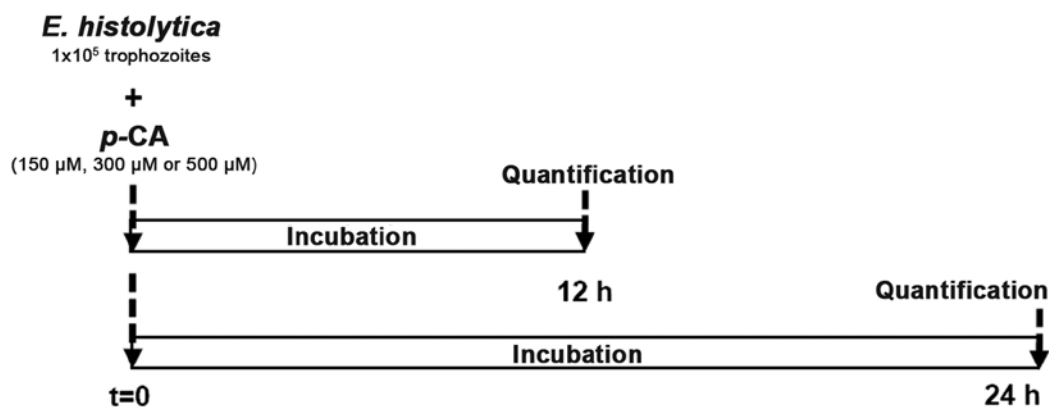 E. histolytica
1x10⁵ trophozoites
+
p-CA
(150 µM, 300 µM or 500 µM)
Quantification
Incubation
12 h
Quantification
Incubation
t=0
24 h